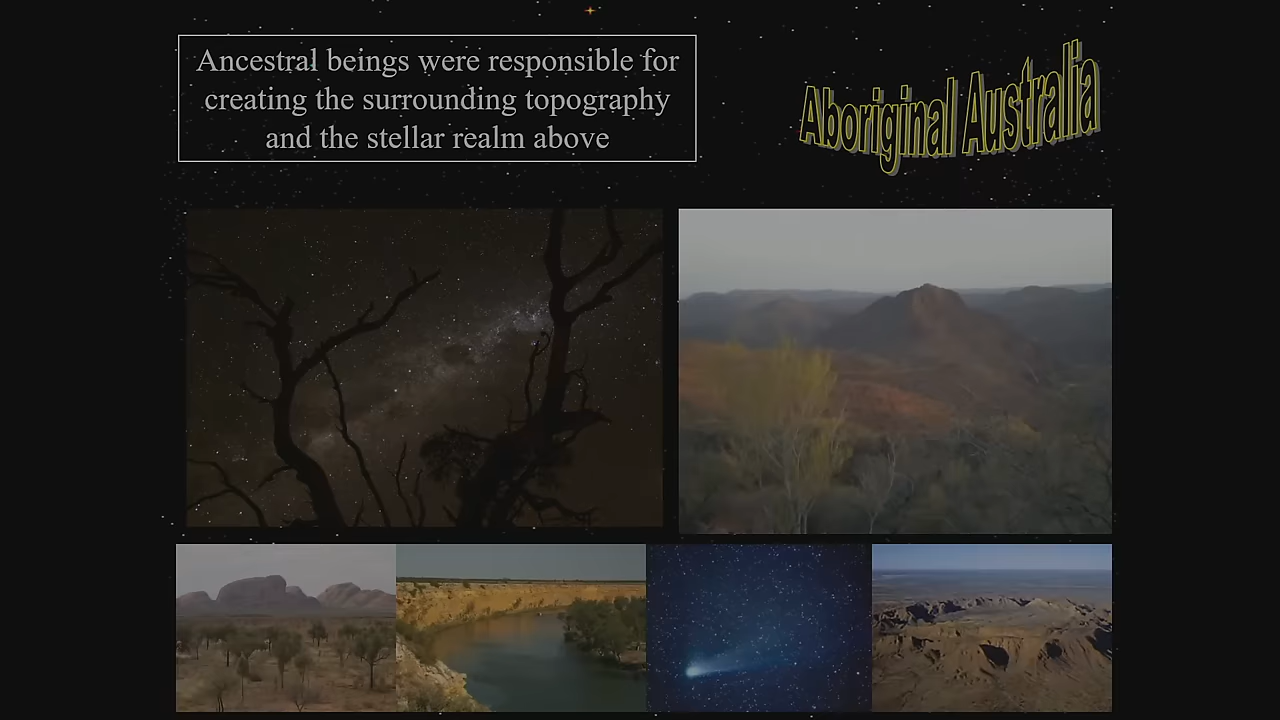 Ancestral beings were responsible for
creating the surrounding topography
and the stellar realm above
Aboriginal Australia